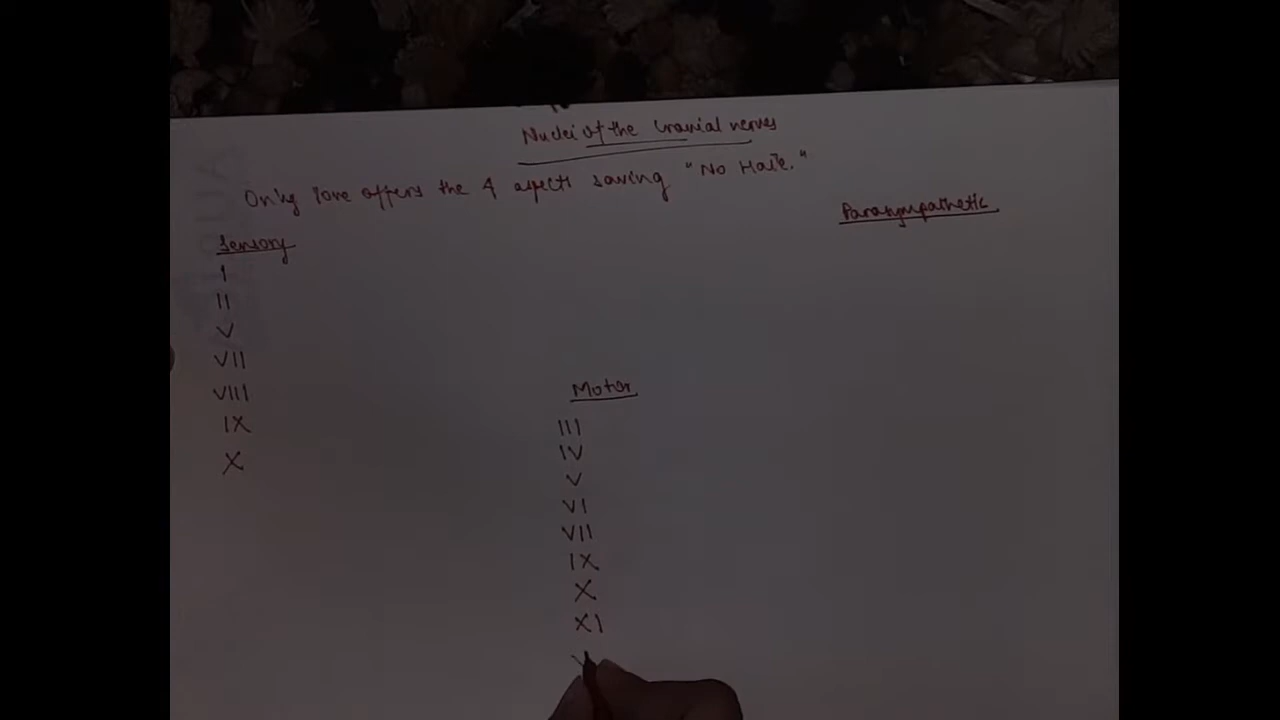 Nuclei of the Cranial nerves
Only love offers the 4 aspects saving "No Hate."
Parasympathetic
Sensory
I
II
V
VII
VIII
IX
X
Motor
III
IV
V
VI
VII
IX
X
XI